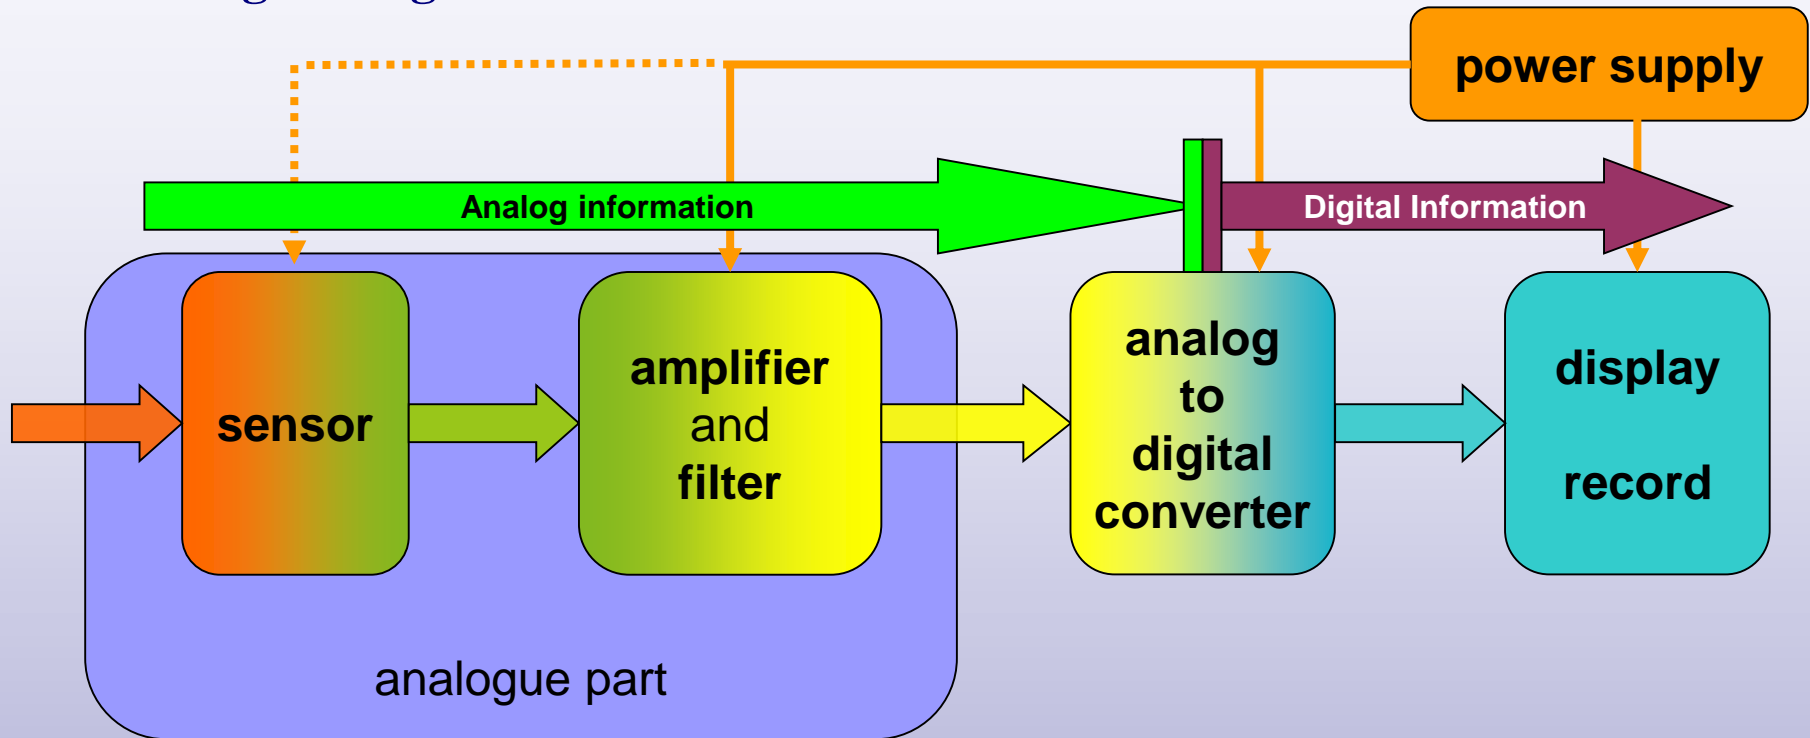 power supply
Analog information
Digital Information
sensor
amplifier
and
filter
analog
to
digital
converter
display
record
analogue part